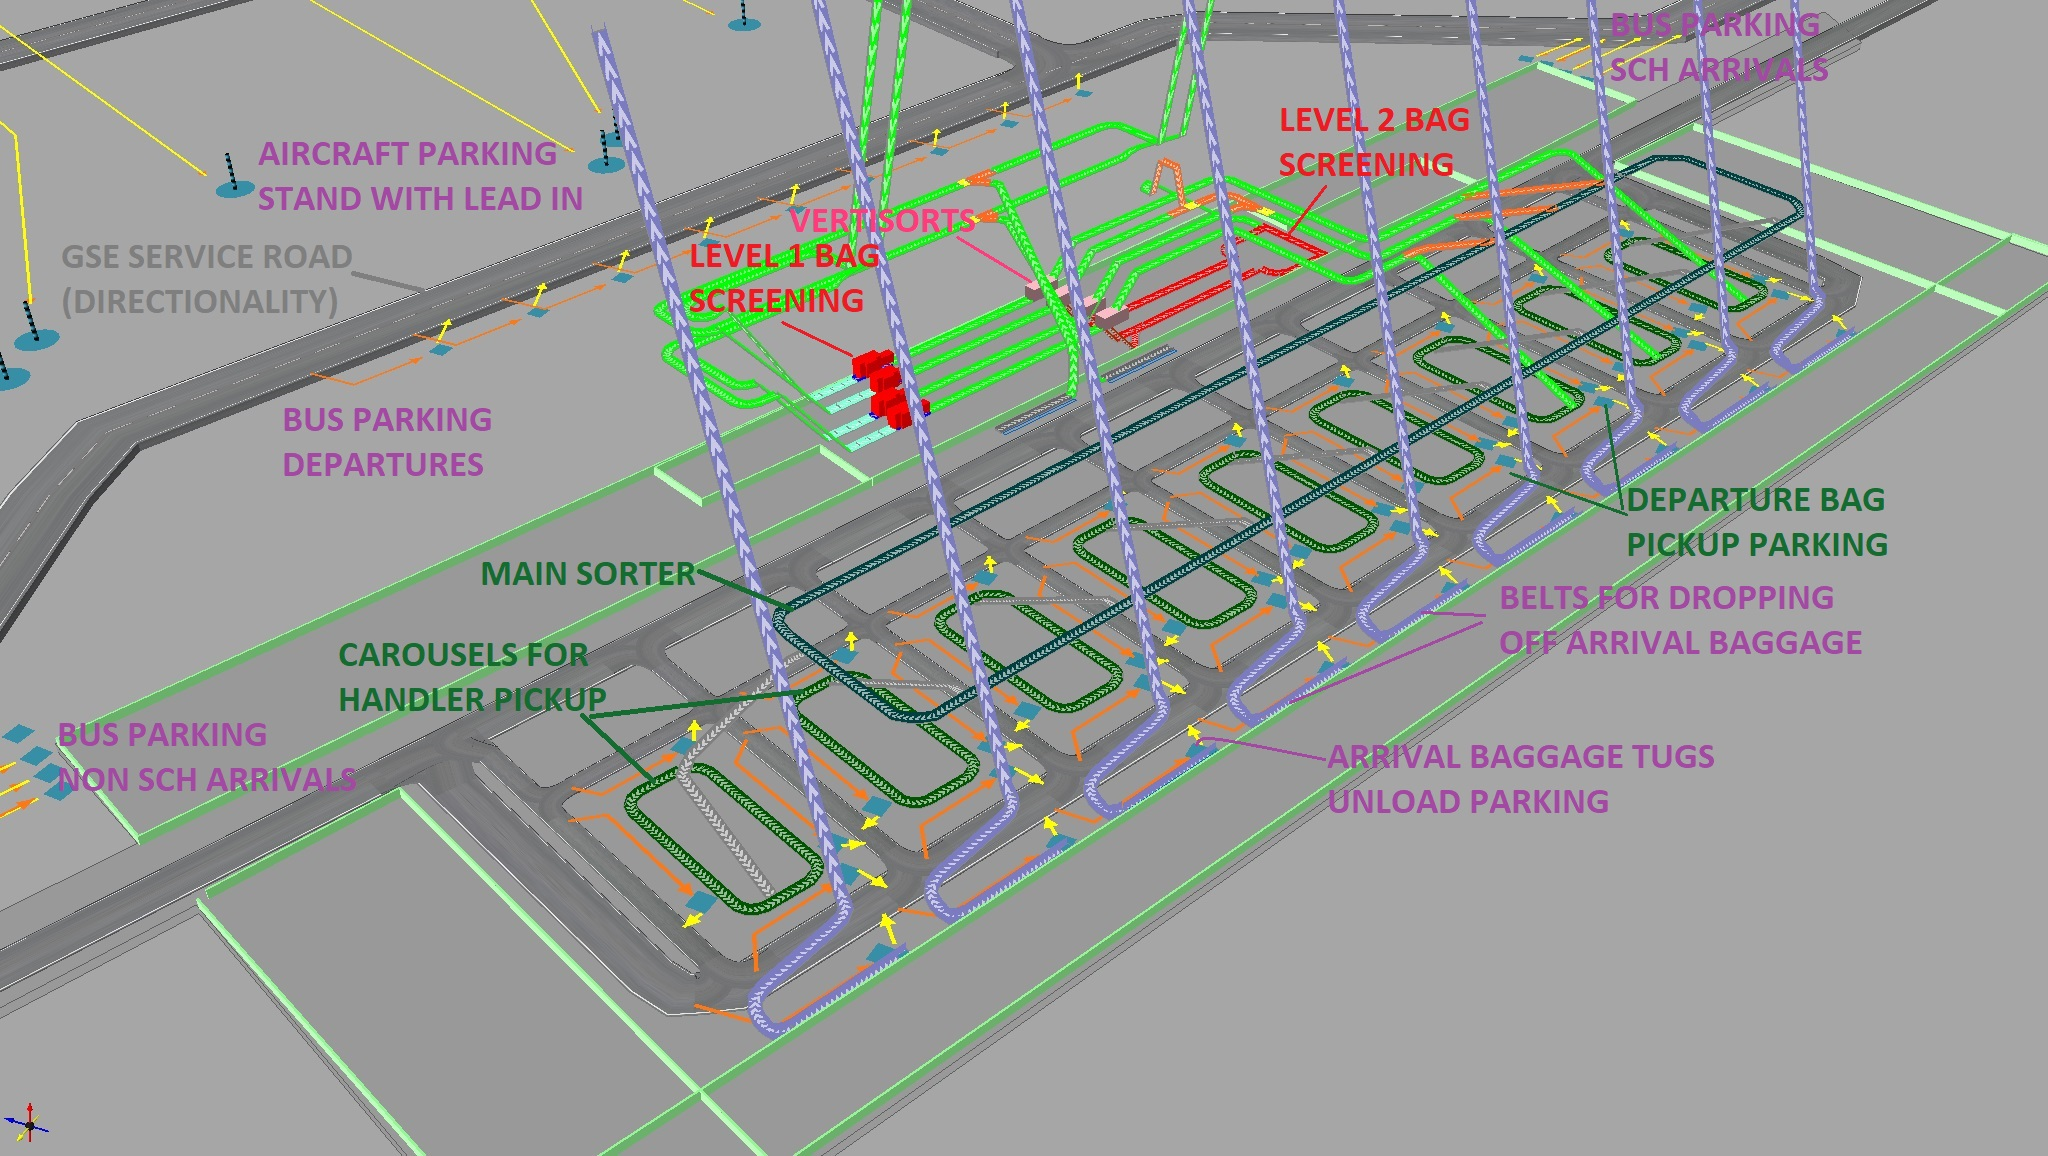 BUS PARKING
SCH ARRIVALS
LEVEL 2 BAG
SCREENING
AIRCRAFT PARKING
STAND WITH LEAD IN
VERTISORTS
GSE SERVICE ROAD
(DIRECTIONALITY)
LEVEL 1 BAG
SCREENING
BUS PARKING
DEPARTURES
DEPARTURE BAG
PICKUP PARKING
MAIN SORTER
BELTS FOR DROPPING
OFF ARRIVAL BAGGAGE
CAROUSELS FOR
HANDLER PICKUP
BUS PARKING
NON SCH ARRIVALS
ARRIVAL BAGGAGE TUGS
UNLOAD PARKING